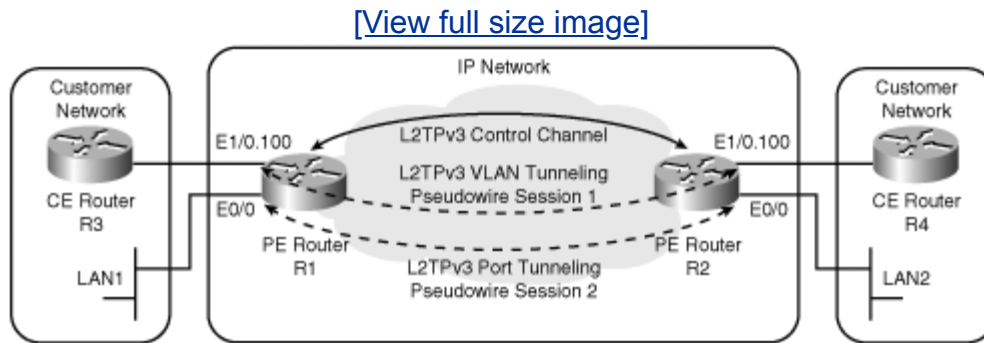 [View full size image]
IP Network
Customer
Network
CE Router
R3
LAN1
E1/0.100
E0/0
PE Router
R1
L2TPv3 Control Channel
L2TPv3 VLAN Tunneling
Pseudowire Session 1
L2TPv3 Port Tunneling
Pseudowire Session 2
E1/0.100
E0/0
PE Router
R2
Customer
Network
CE Router
R4
LAN2